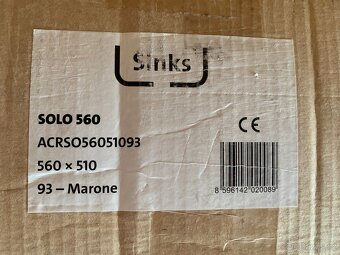 Sinks
SOLO 560
ACRSO56051093
560 × 510
93 – Marone
CE
8 596142 020089